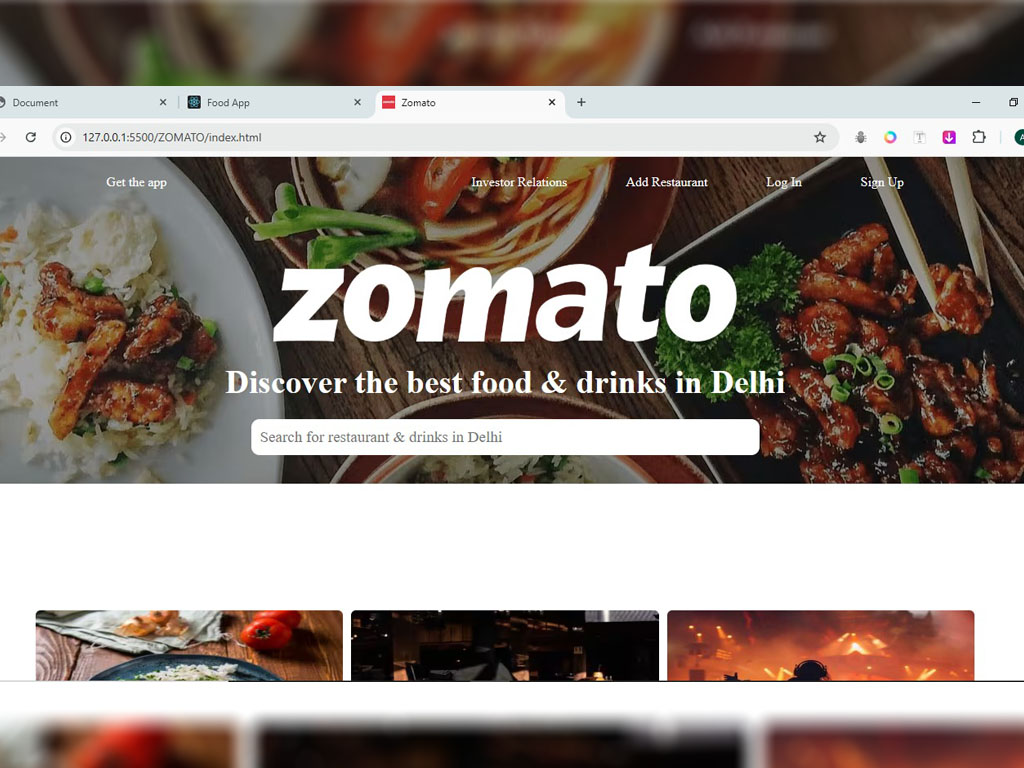 Document
Food App
Zomato
127.0.0.1:5500/ZOMATO/index.html
Get the app
Investor Relations
Add Restaurant
Log In
Sign Up
zomato
Discover the best food & drinks in Delhi
Search for restaurant & drinks in Delhi